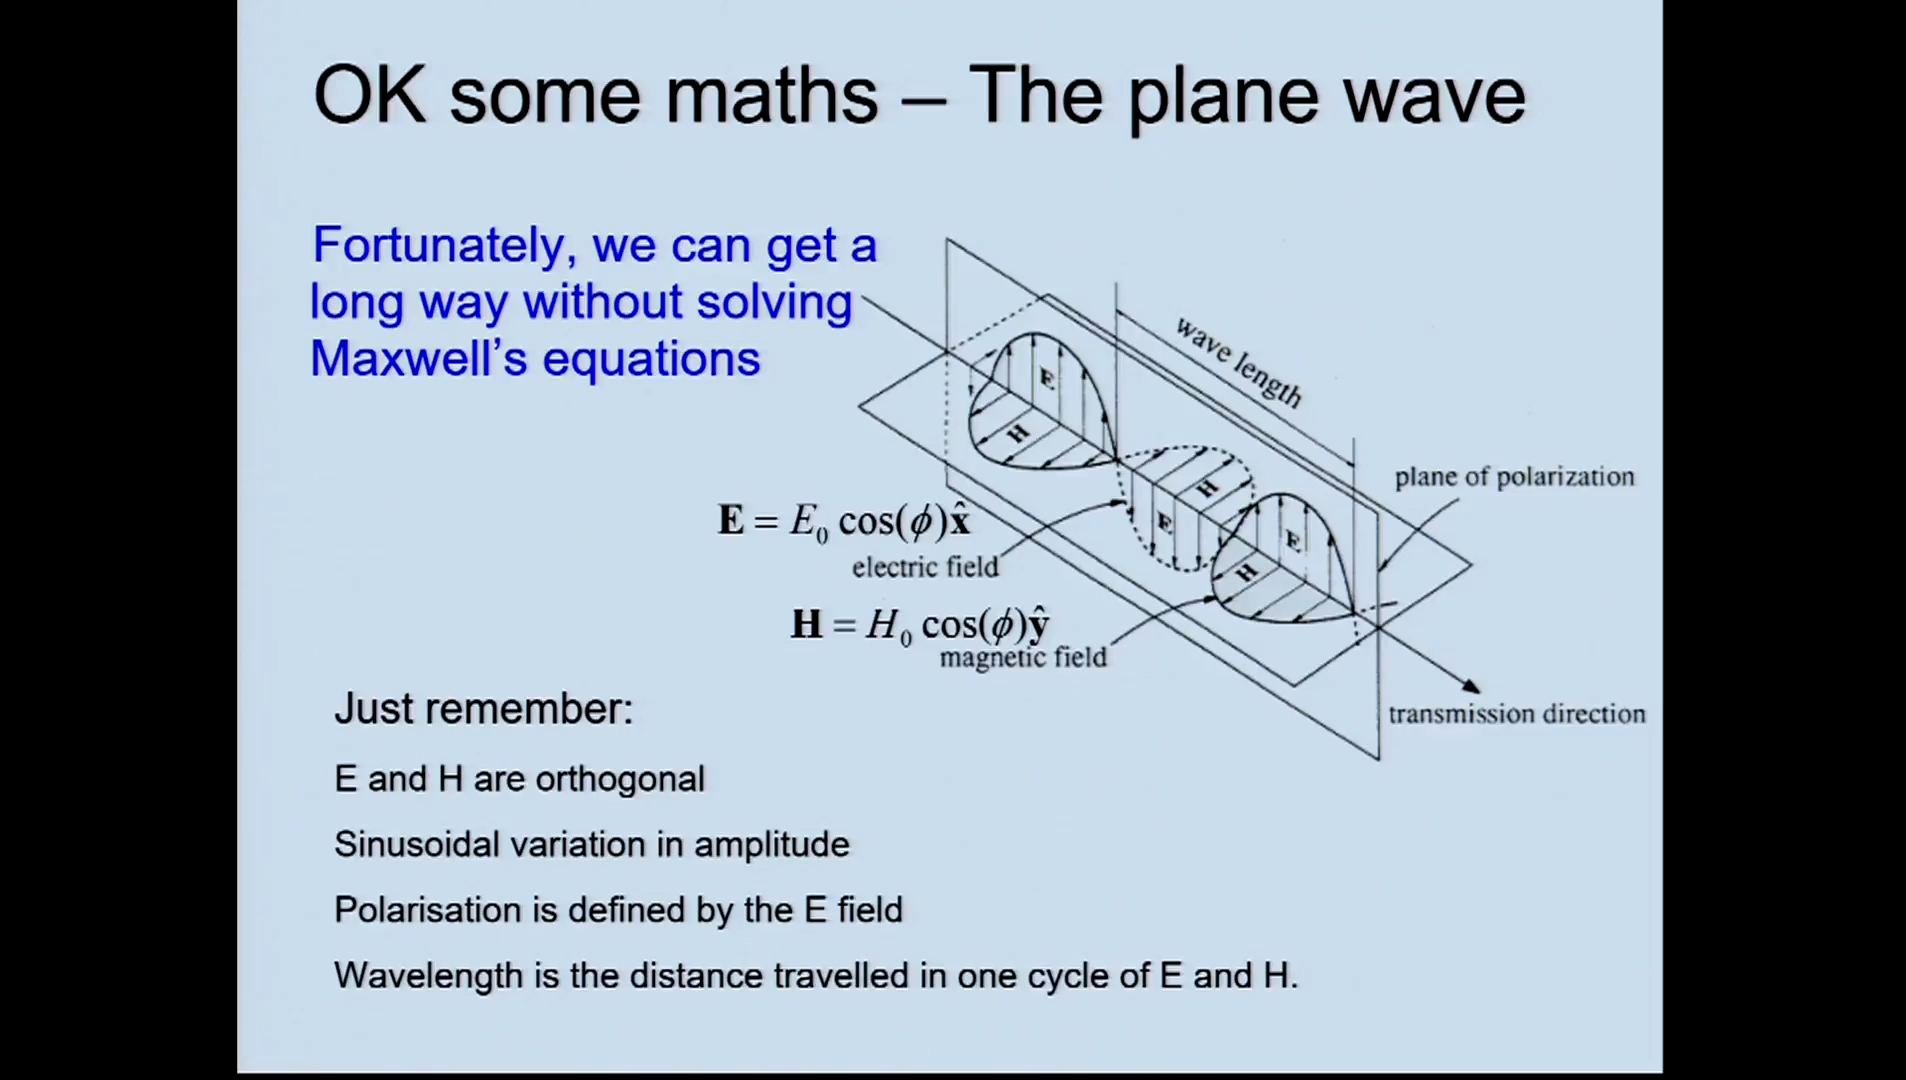 OK some maths – The plane wave
Fortunately, we can get a
long way without solving
Maxwell’s equations
wave length
E
H
H
E
E
H
plane of polarization
E = E₀ cos(ϕ)x̂
electric field
H = H₀ cos(ϕ)ŷ
magnetic field
transmission direction
Just remember:
E and H are orthogonal
Sinusoidal variation in amplitude
Polarisation is defined by the E field
Wavelength is the distance travelled in one cycle of E and H.